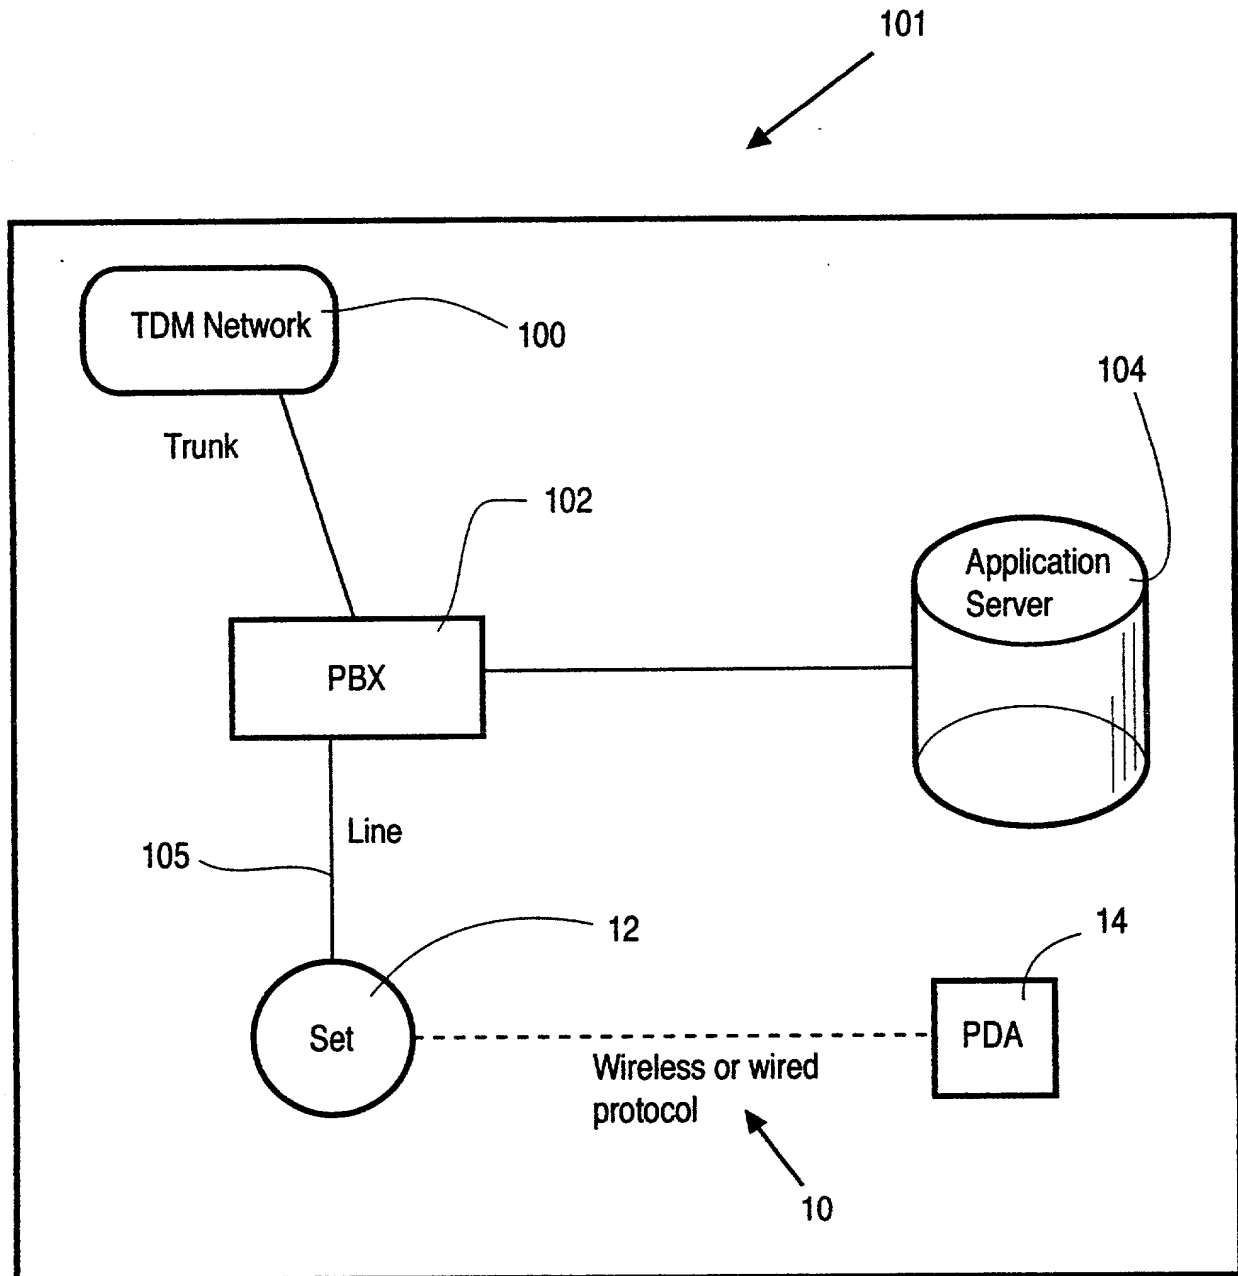 101
TDM Network
100
104
Trunk
102
Application
Server
PBX
Line
105
12
14
Set
PDA
Wireless or wired
protocol
10